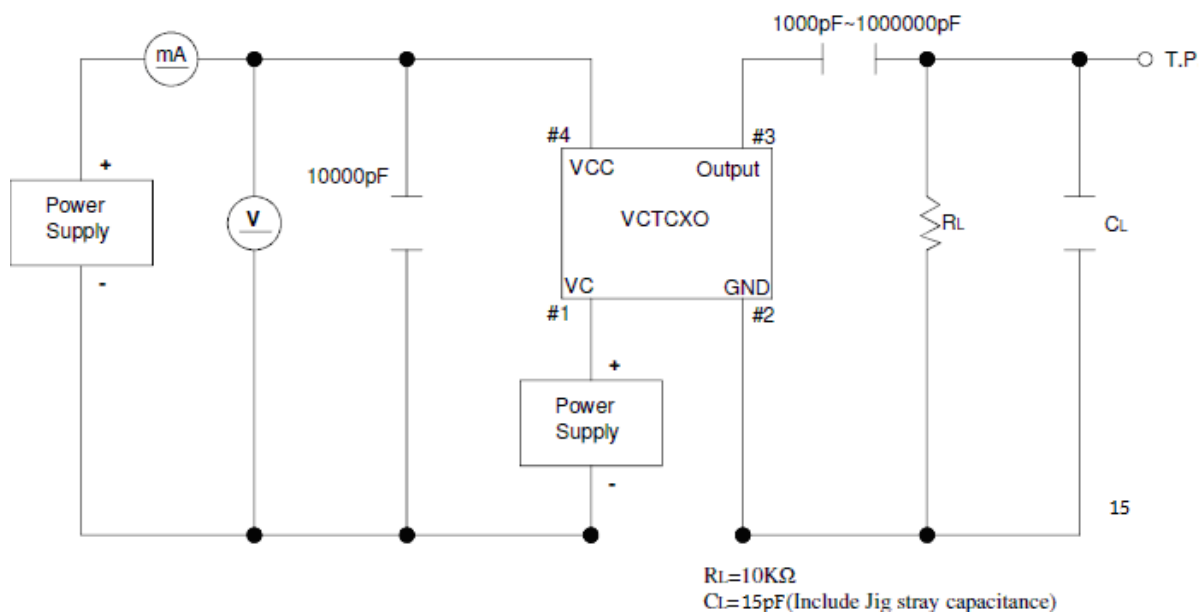 1000pF~1000000pF
mA
T.P
#4
#3
VCC
Output
10000pF
+
Power
Supply
-
V
VCTCXO
RL
CL
VC
GND
#1
#2
+
Power
Supply
-
15
RL=10KΩ
CL=15pF(Include Jig stray capacitance)